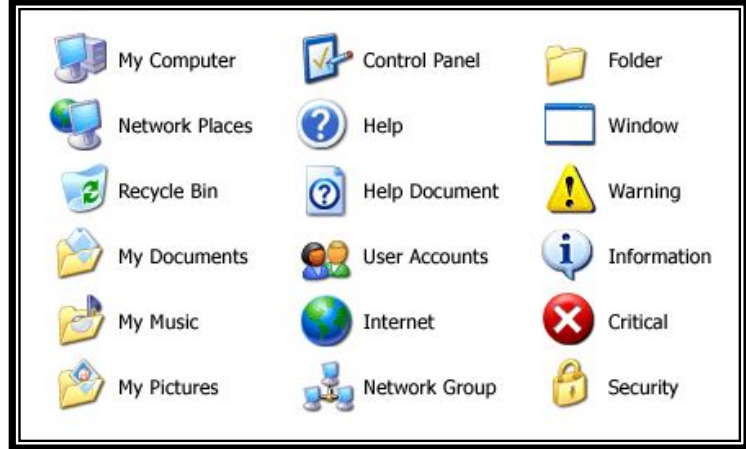 My Computer
Control Panel
Folder
Network Places
Help
Window
Recycle Bin
Help Document
Warning
My Documents
User Accounts
Information
My Music
Internet
Critical
My Pictures
Network Group
Security